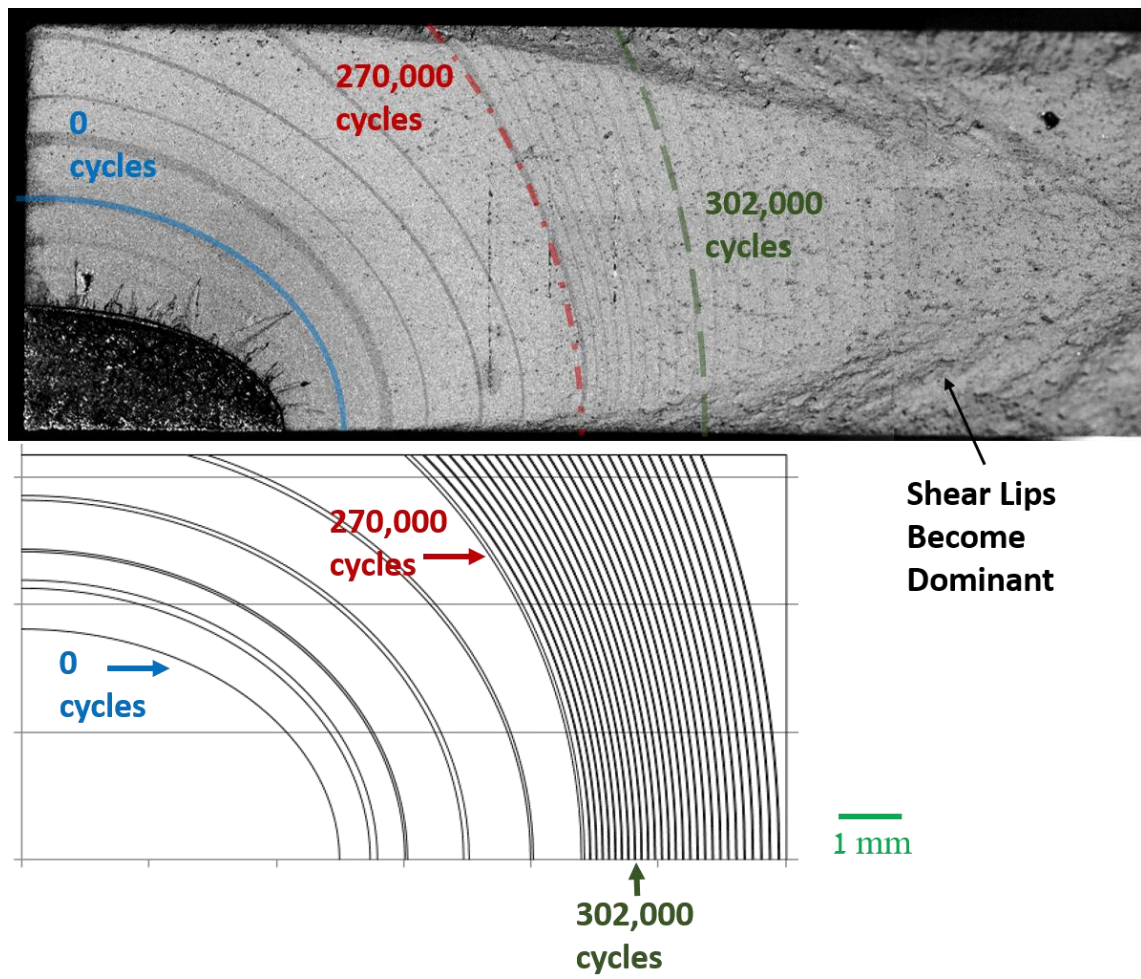 0
cycles
270,000
cycles
302,000
cycles
Shear Lips
Become
Dominant
270,000
cycles
0
cycles
1 mm
302,000
cycles